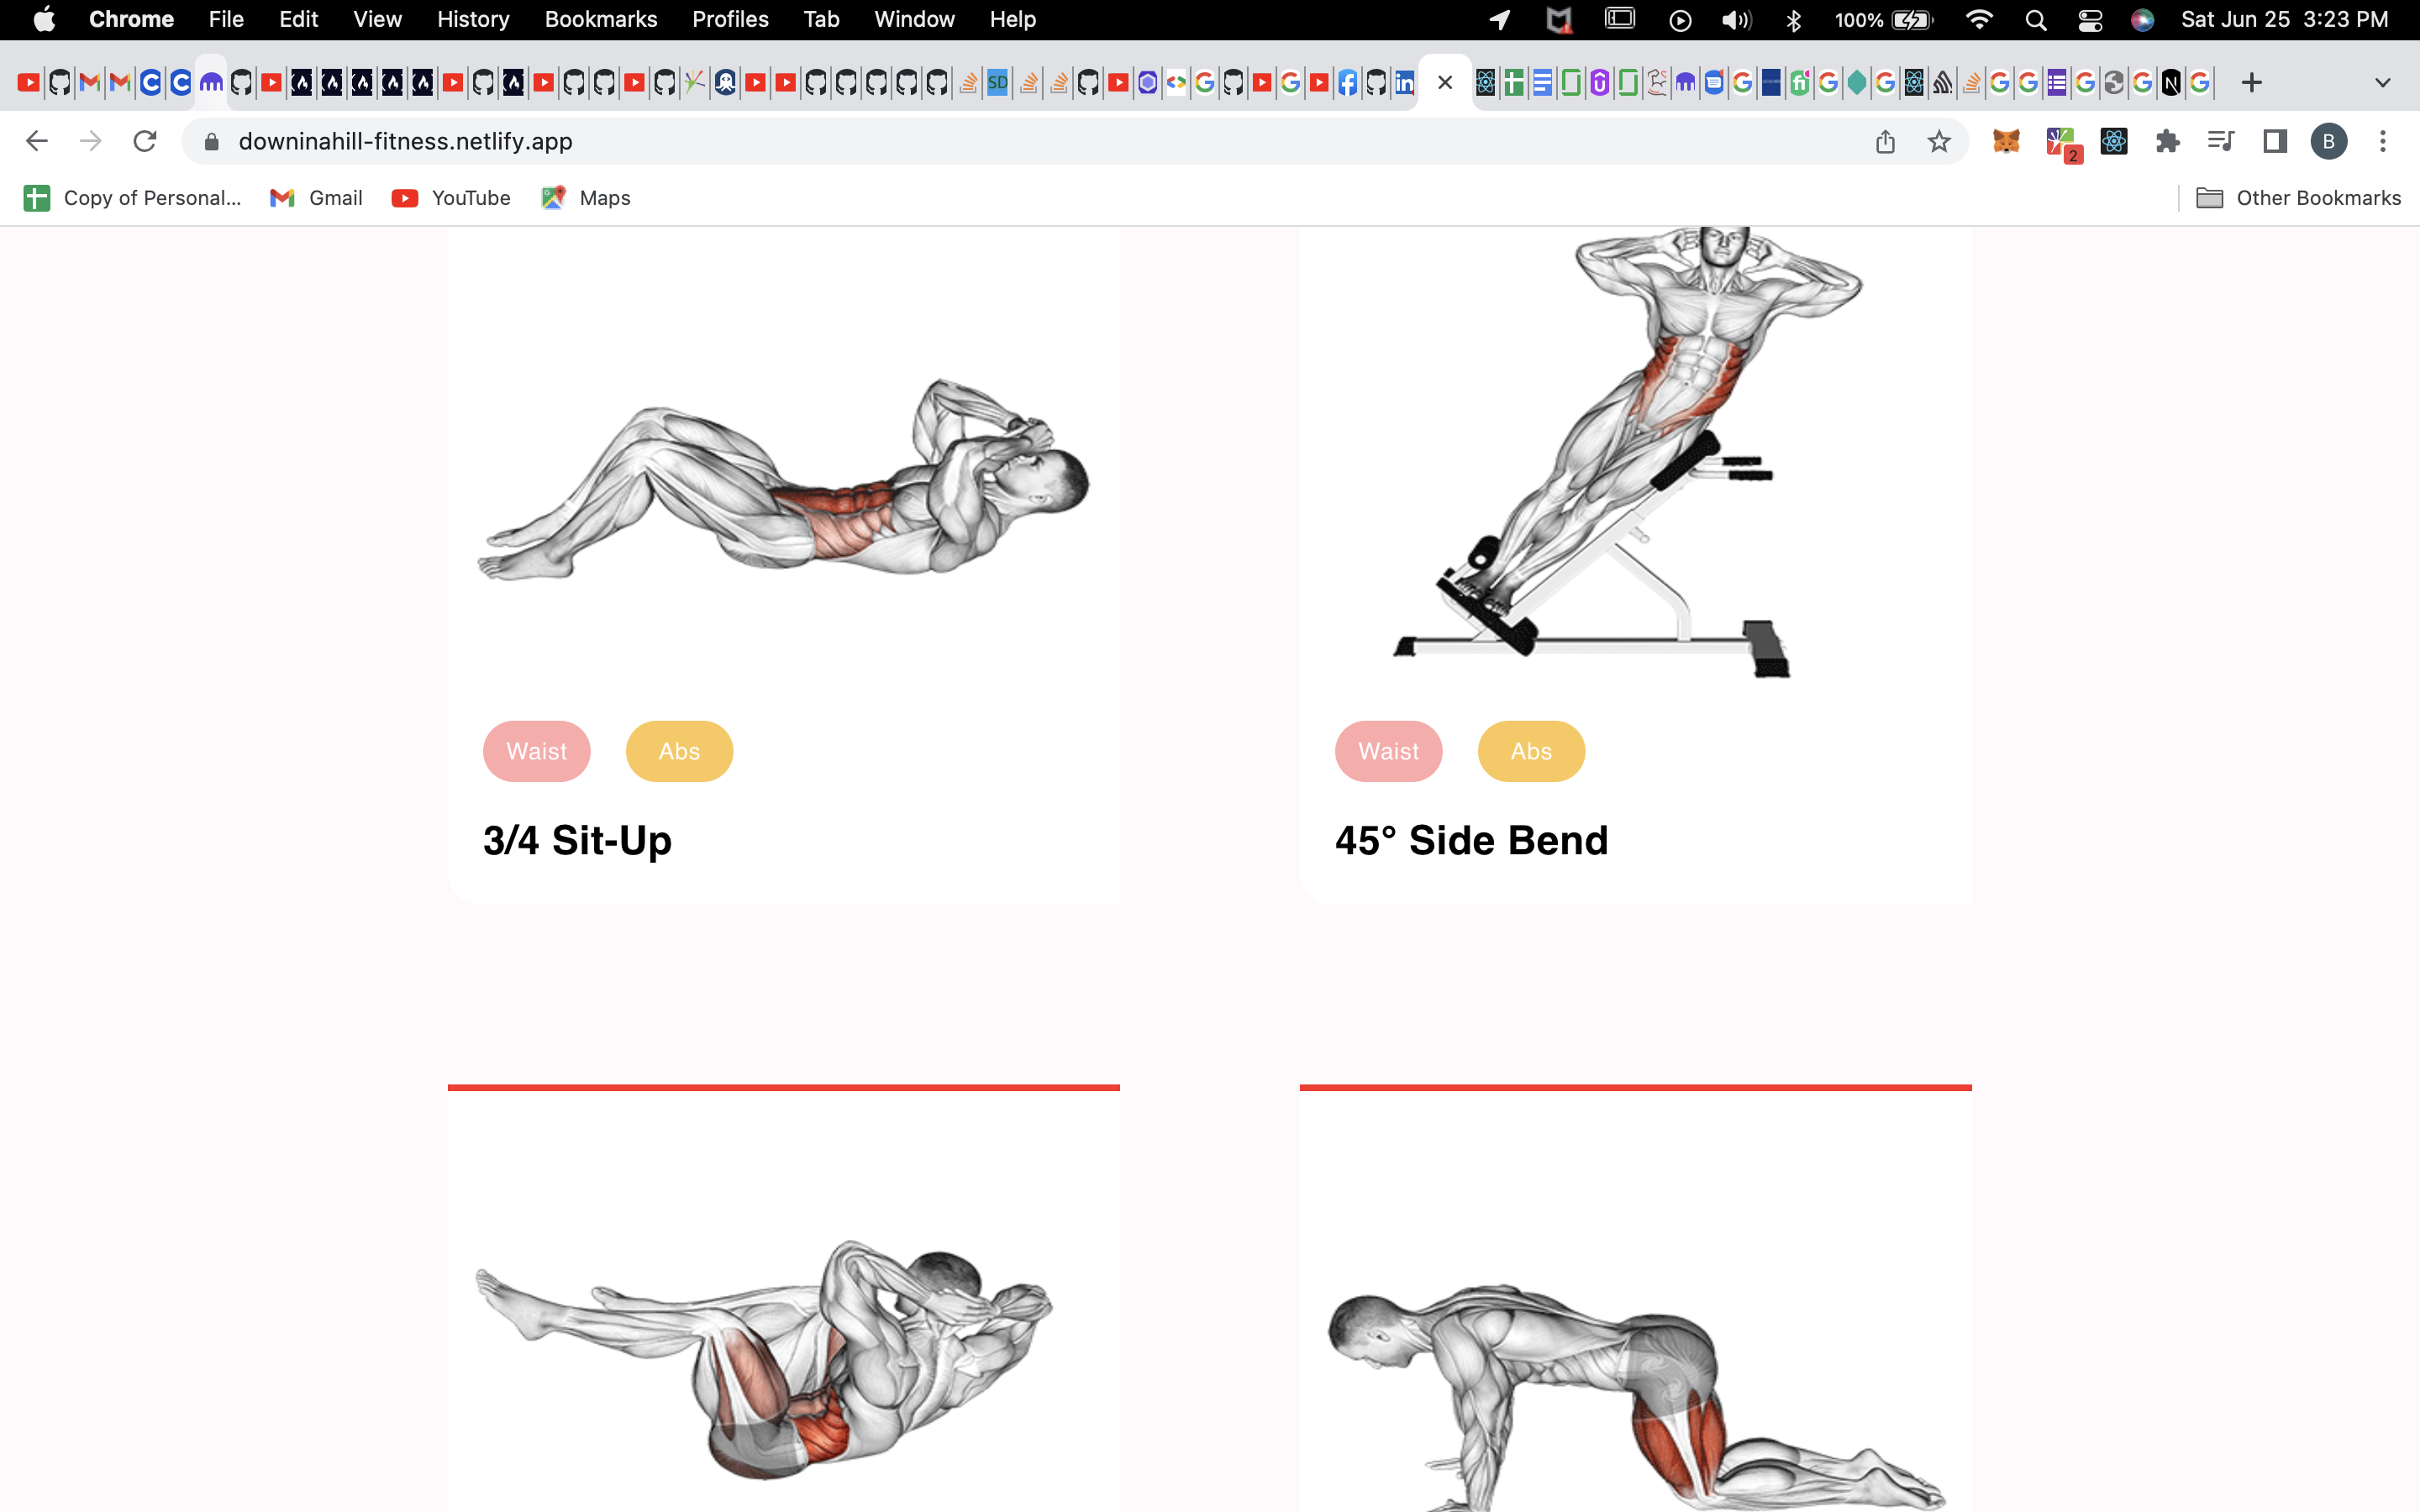 Chrome File Edit View History Bookmarks Profiles Tab Window Help 100% Sat Jun 25 3:23 PM
SD
downinahill-fitness.netlify.app 2 B
Copy of Personal... Gmail YouTube Maps Other Bookmarks
Waist Abs Waist Abs
3/4 Sit-Up 45° Side Bend